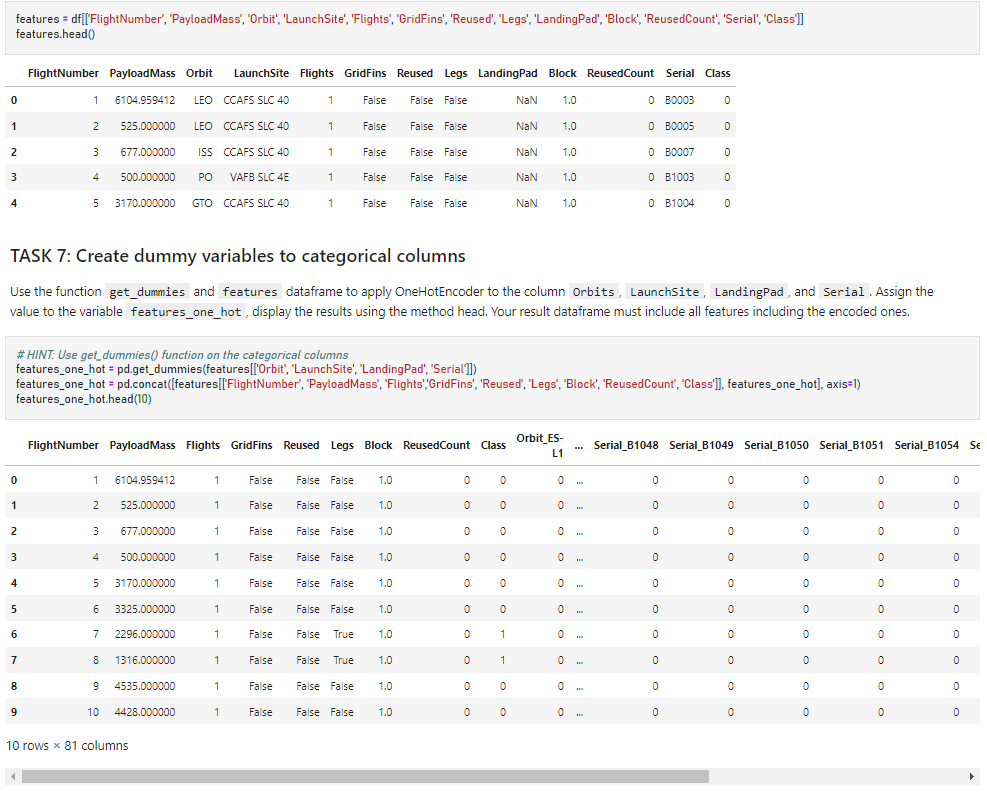 features = df[['FlightNumber', 'PayloadMass', 'Orbit', 'LaunchSite', 'Flights', 'GridFins', 'Reused', 'Legs', 'LandingPad', 'Block', 'ReusedCount', 'Serial', 'Class']]
features.head()
FlightNumber PayloadMass Orbit LaunchSite Flights GridFins Reused Legs LandingPad Block ReusedCount Serial Class
0 1 6104.959412 LEO CCAFS SLC 40 1 False False False NaN 1.0 0 B0003 0
1 2 525.000000 LEO CCAFS SLC 40 1 False False False NaN 1.0 0 B0005 0
2 3 677.000000 ISS CCAFS SLC 40 1 False False False NaN 1.0 0 B0007 0
3 4 500.000000 PO VAFB SLC 4E 1 False False False NaN 1.0 0 B1003 0
4 5 3170.000000 GTO CCAFS SLC 40 1 False False False NaN 1.0 0 B1004 0
TASK 7: Create dummy variables to categorical columns
Use the function get_dummies and features dataframe to apply OneHotEncoder to the column Orbits, LaunchSite, LandingPad, and Serial. Assign the
value to the variable features_one_hot, display the results using the method head. Your result dataframe must include all features including the encoded ones.
# HINT: Use get_dummies() function on the categorical columns
features_one_hot = pd.get_dummies(features[['Orbit', 'LaunchSite', 'LandingPad', 'Serial']])
features_one_hot = pd.concat([features[['FlightNumber', 'PayloadMass', 'Flights','GridFins', 'Reused', 'Legs', 'Block', 'ReusedCount', 'Class']], features_one_hot], axis=1)
features_one_hot.head(10)
FlightNumber PayloadMass Flights GridFins Reused Legs Block ReusedCount Class Orbit_ES-L1 ... Serial_B1048 Serial_B1049 Serial_B1050 Serial_B1051 Serial_B1054 Se
0 1 6104.959412 1 False False False 1.0 0 0 0 ... 0 0 0 0 0
1 2 525.000000 1 False False False 1.0 0 0 0 ... 0 0 0 0 0
2 3 677.000000 1 False False False 1.0 0 0 0 ... 0 0 0 0 0
3 4 500.000000 1 False False False 1.0 0 0 0 ... 0 0 0 0 0
4 5 3170.000000 1 False False False 1.0 0 0 0 ... 0 0 0 0 0
5 6 3325.000000 1 False False False 1.0 0 0 0 ... 0 0 0 0 0
6 7 2296.000000 1 False False True 1.0 0 1 0 ... 0 0 0 0 0
7 8 1316.000000 1 False False True 1.0 0 1 0 ... 0 0 0 0 0
8 9 4535.000000 1 False False False 1.0 0 0 0 ... 0 0 0 0 0
9 10 4428.000000 1 False False False 1.0 0 0 0 ... 0 0 0 0 0
10 rows × 81 columns